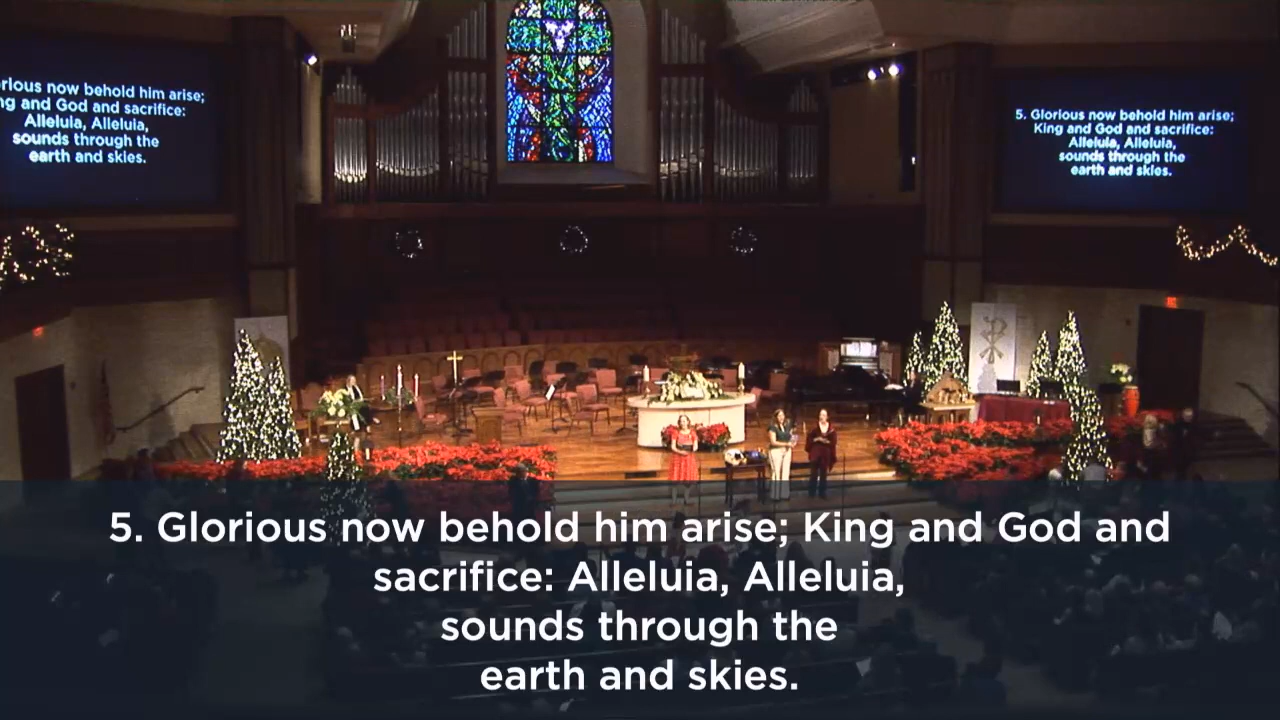 rious now behold him arise;
ng and God and sacrifice:
Alleluia, Alleluia,
sounds through the
earth and skies.
5. Glorious now behold him arise;
King and God and sacrifice:
Alleluia, Alleluia,
sounds through the
earth and skies.
5. Glorious now behold him arise; King and God and
sacrifice: Alleluia, Alleluia,
sounds through the
earth and skies.